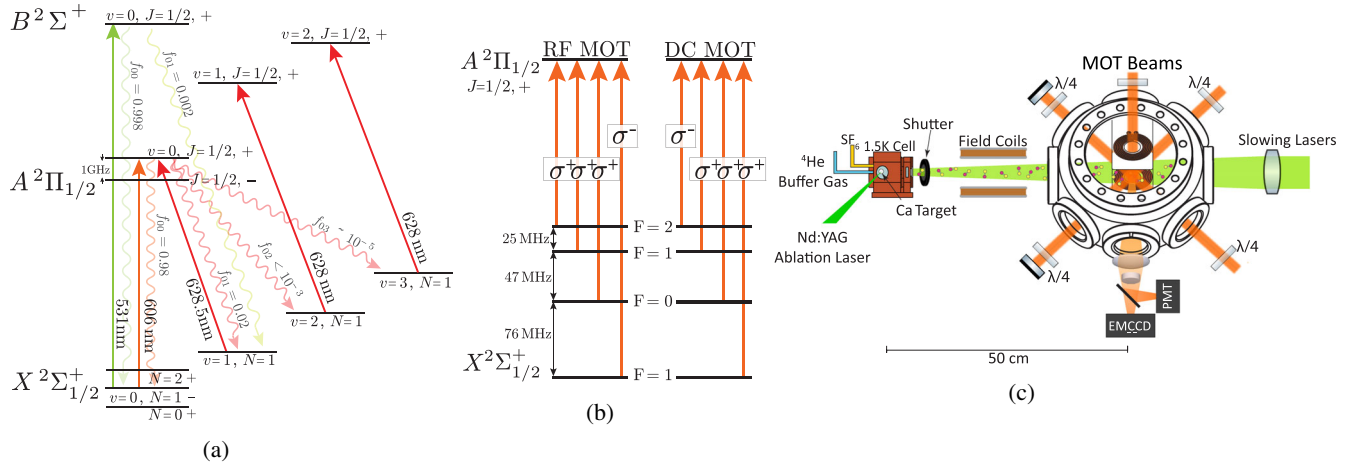 B²Σ⁺
v=0, J=1/2, +
f₀₀ = 0.998
f₀₁ = 0.002
v=2, J=1/2, +
v=1, J=1/2, +
v=0, J=1/2, +
1GHz
A²Π₁/₂
J=1/2, −
f₀₀ = 0.98
f₀₁ = 0.02
f₀₂ < 10⁻³
f₀₃ ~ 10⁻⁵
531nm
606 nm
628.5nm
628 nm
628 nm
v=3, N=1
v=2, N=1
v=1, N=1
X²Σ⁺₁/₂
N=2 +
v=0, N=1 −
N=0 +
(a)
RF MOT
DC MOT
A²Π₁/₂
J=1/2, +
σ⁻
σ⁻
σ⁺σ⁺σ⁺
σ⁺σ⁺σ⁺
σ⁻
F = 2
25 MHz
F = 1
47 MHz
F = 0
76 MHz
X²Σ⁺₁/₂
F = 1
(b)
MOT Beams
λ/4
λ/4
Shutter
Field Coils
Slowing Lasers
SF₆
1.5K Cell
⁴He
Buffer Gas
Ca Target
Nd:YAG
Ablation Laser
λ/4
λ/4
PMT
EMCCD
50 cm
(c)